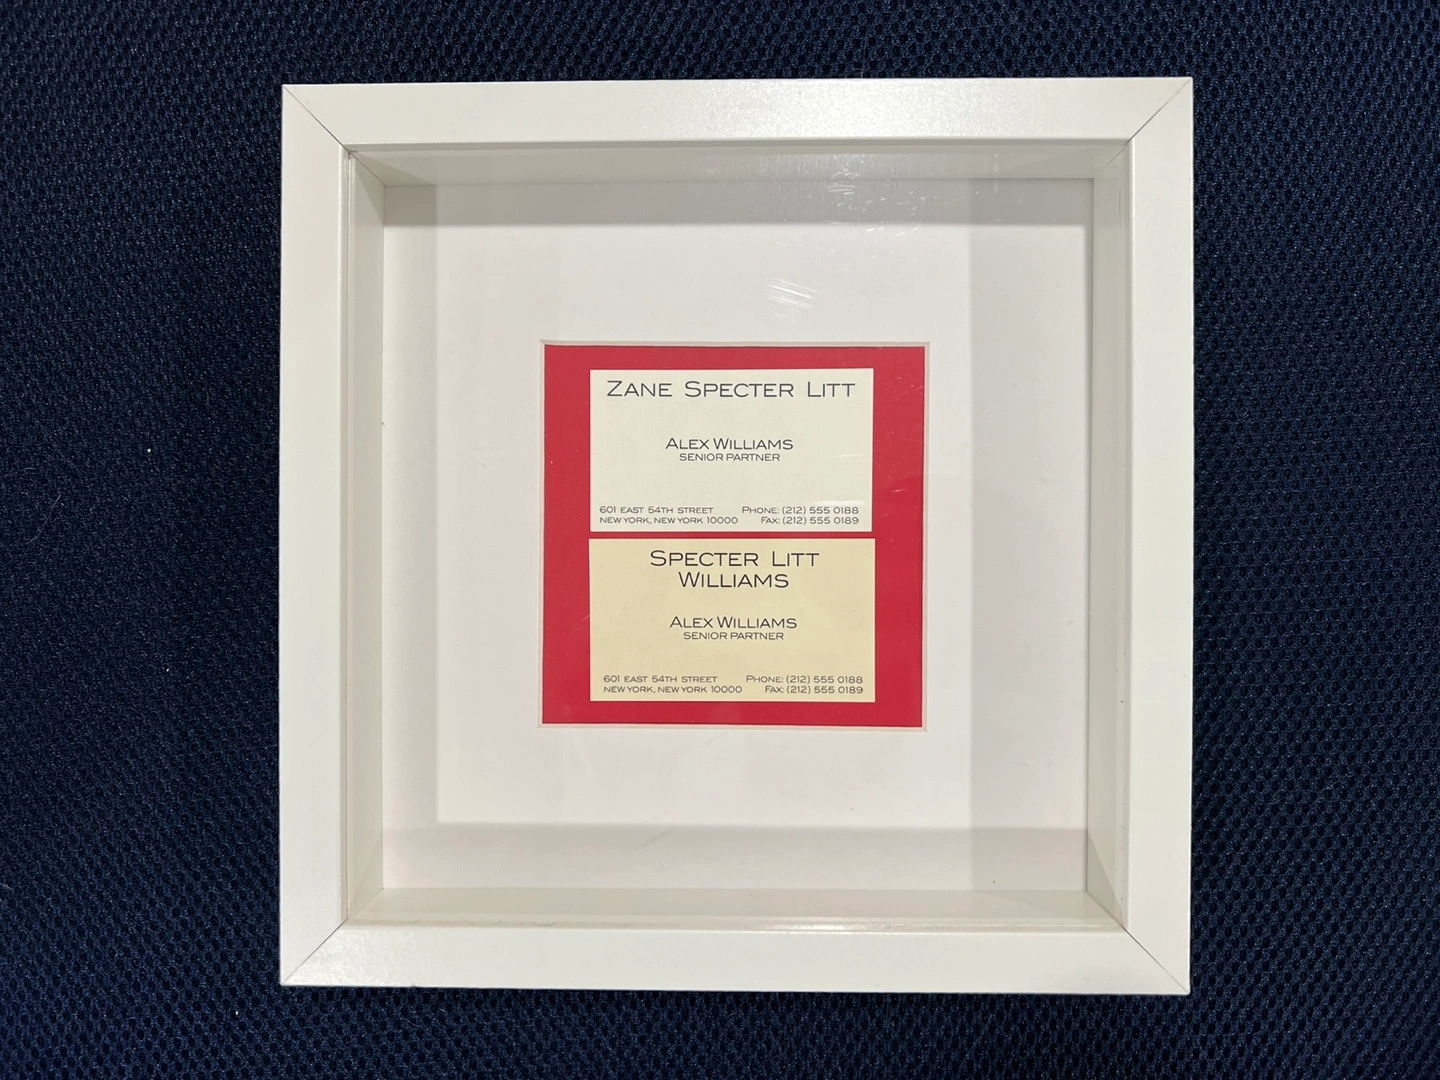 ZANE SPECTER LITT
ALEX WILLIAMS
SENIOR PARTNER
601 EAST 54TH STREET PHONE: (212) 555 0188
NEW YORK, NEW YORK 10000 FAX: (212) 555 0189
SPECTER LITT
WILLIAMS
ALEX WILLIAMS
SENIOR PARTNER
601 EAST 54TH STREET PHONE: (212) 555 0188
NEW YORK, NEW YORK 10000 FAX: (212) 555 0189